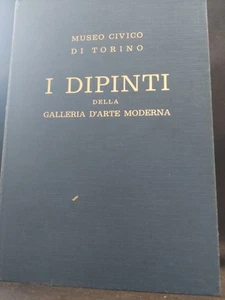 MUSEO CIVICO
DI TORINO
I DIPINTI
DELLA
GALLERIA D'ARTE MODERNA